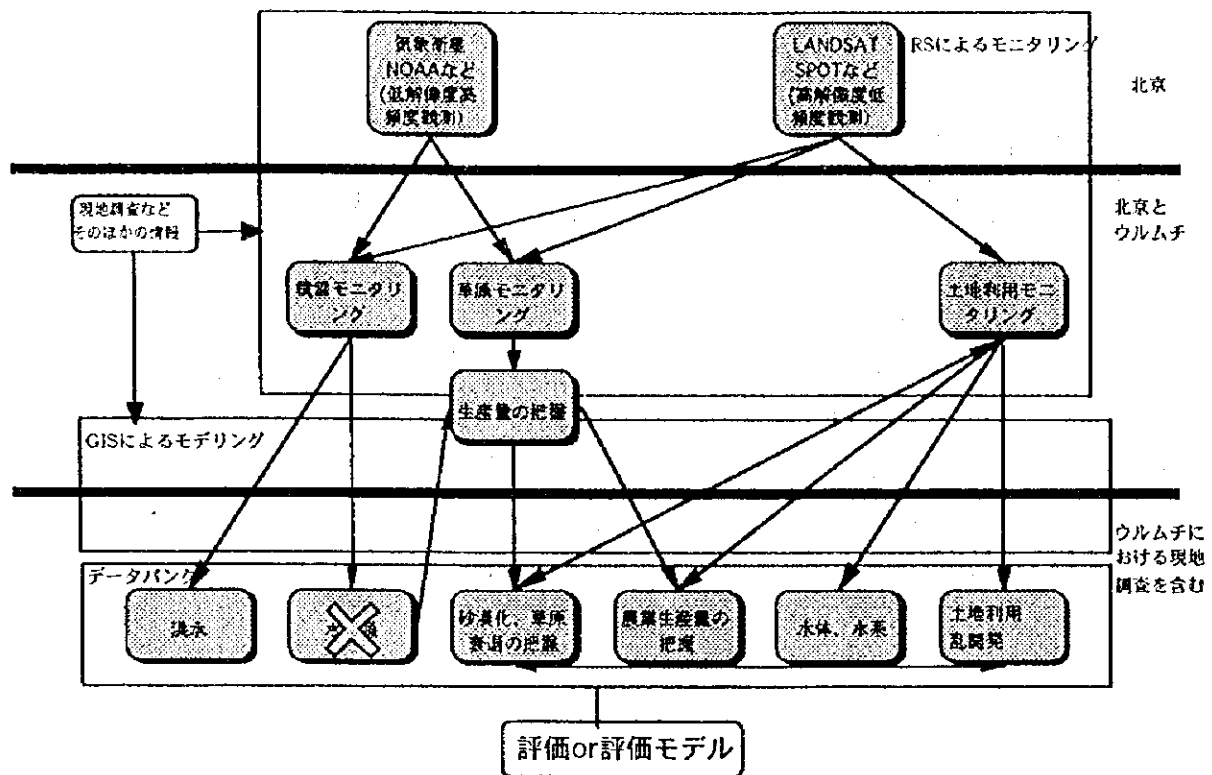 気象衛星
NOAAなど
(低解像度高
頻度観測)
LANDSAT
SPOTなど
(高解像度低
頻度観測)
RSによるモニタリング
北京
現地調査など
そのほかの情報
北京と
ウルムチ
積雪モニタリ
ング
草原モニタリ
ング
土地利用モニ
タリング
生産量の把握
GISによるモデリング
ウルムチに
おける現地
調査を含む
データバンク
洪水
砂漠化、草原
衰退の把握
農業生産量の
把握
水体、水系
土地利用
乱開発
評価or評価モデル